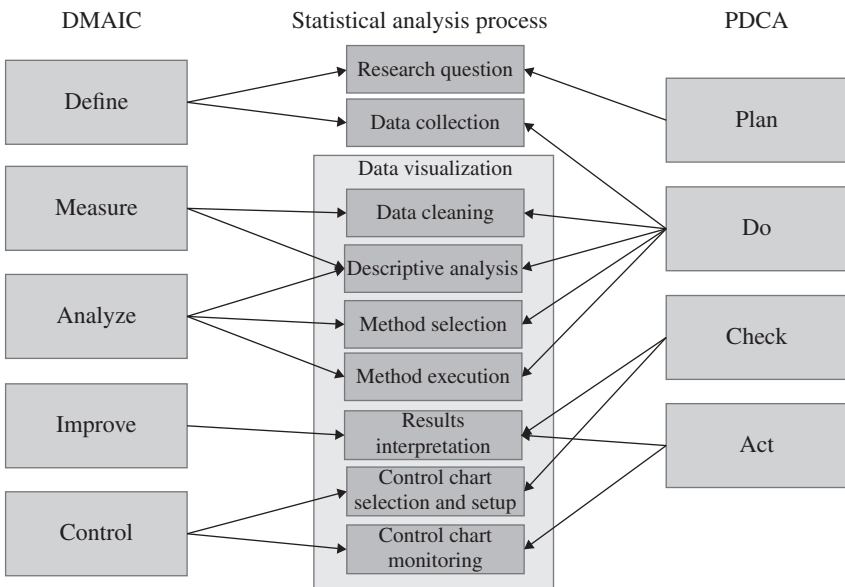 DMAIC
Statistical analysis process
PDCA
Define
Measure
Analyze
Improve
Control
Research question
Data collection
Data visualization
Data cleaning
Descriptive analysis
Method selection
Method execution
Results
interpretation
Control chart
selection and setup
Control chart
monitoring
Plan
Do
Check
Act